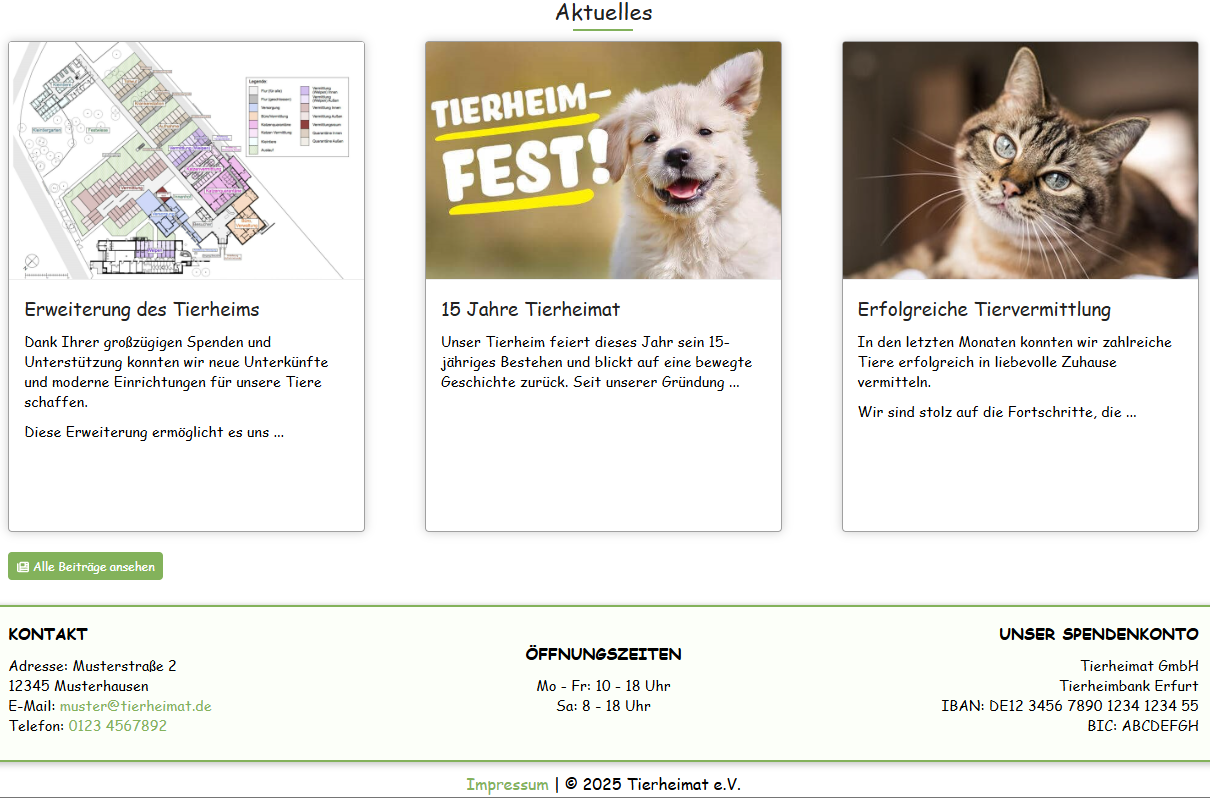 Aktuelles
Legende
TIERHEIM-
FEST!
Erweiterung des Tierheims
Dank Ihrer großzügigen Spenden und
Unterstützung konnten wir neue Unterkünfte
und moderne Einrichtungen für unsere Tiere
schaffen.
Diese Erweiterung ermöglicht es uns ...
15 Jahre Tierheimat
Unser Tierheim feiert dieses Jahr sein 15-
jähriges Bestehen und blickt auf eine bewegte
Geschichte zurück. Seit unserer Gründung ...
Erfolgreiche Tiervermittlung
In den letzten Monaten konnten wir zahlreiche
Tiere erfolgreich in liebevolle Zuhause
vermitteln.
Wir sind stolz auf die Fortschritte, die ...
Alle Beiträge ansehen
KONTAKT
Adresse: Musterstraße 2
12345 Musterhausen
E-Mail: muster@tierheimat.de
Telefon: 0123 4567892
ÖFFNUNGSZEITEN
Mo - Fr: 10 - 18 Uhr
Sa: 8 - 18 Uhr
UNSER SPENDENKONTO
Tierheimat GmbH
Tierheimbank Erfurt
IBAN: DE12 3456 7890 1234 1234 55
BIC: ABCDEFGH
Impressum | © 2025 Tierheimat e.V.